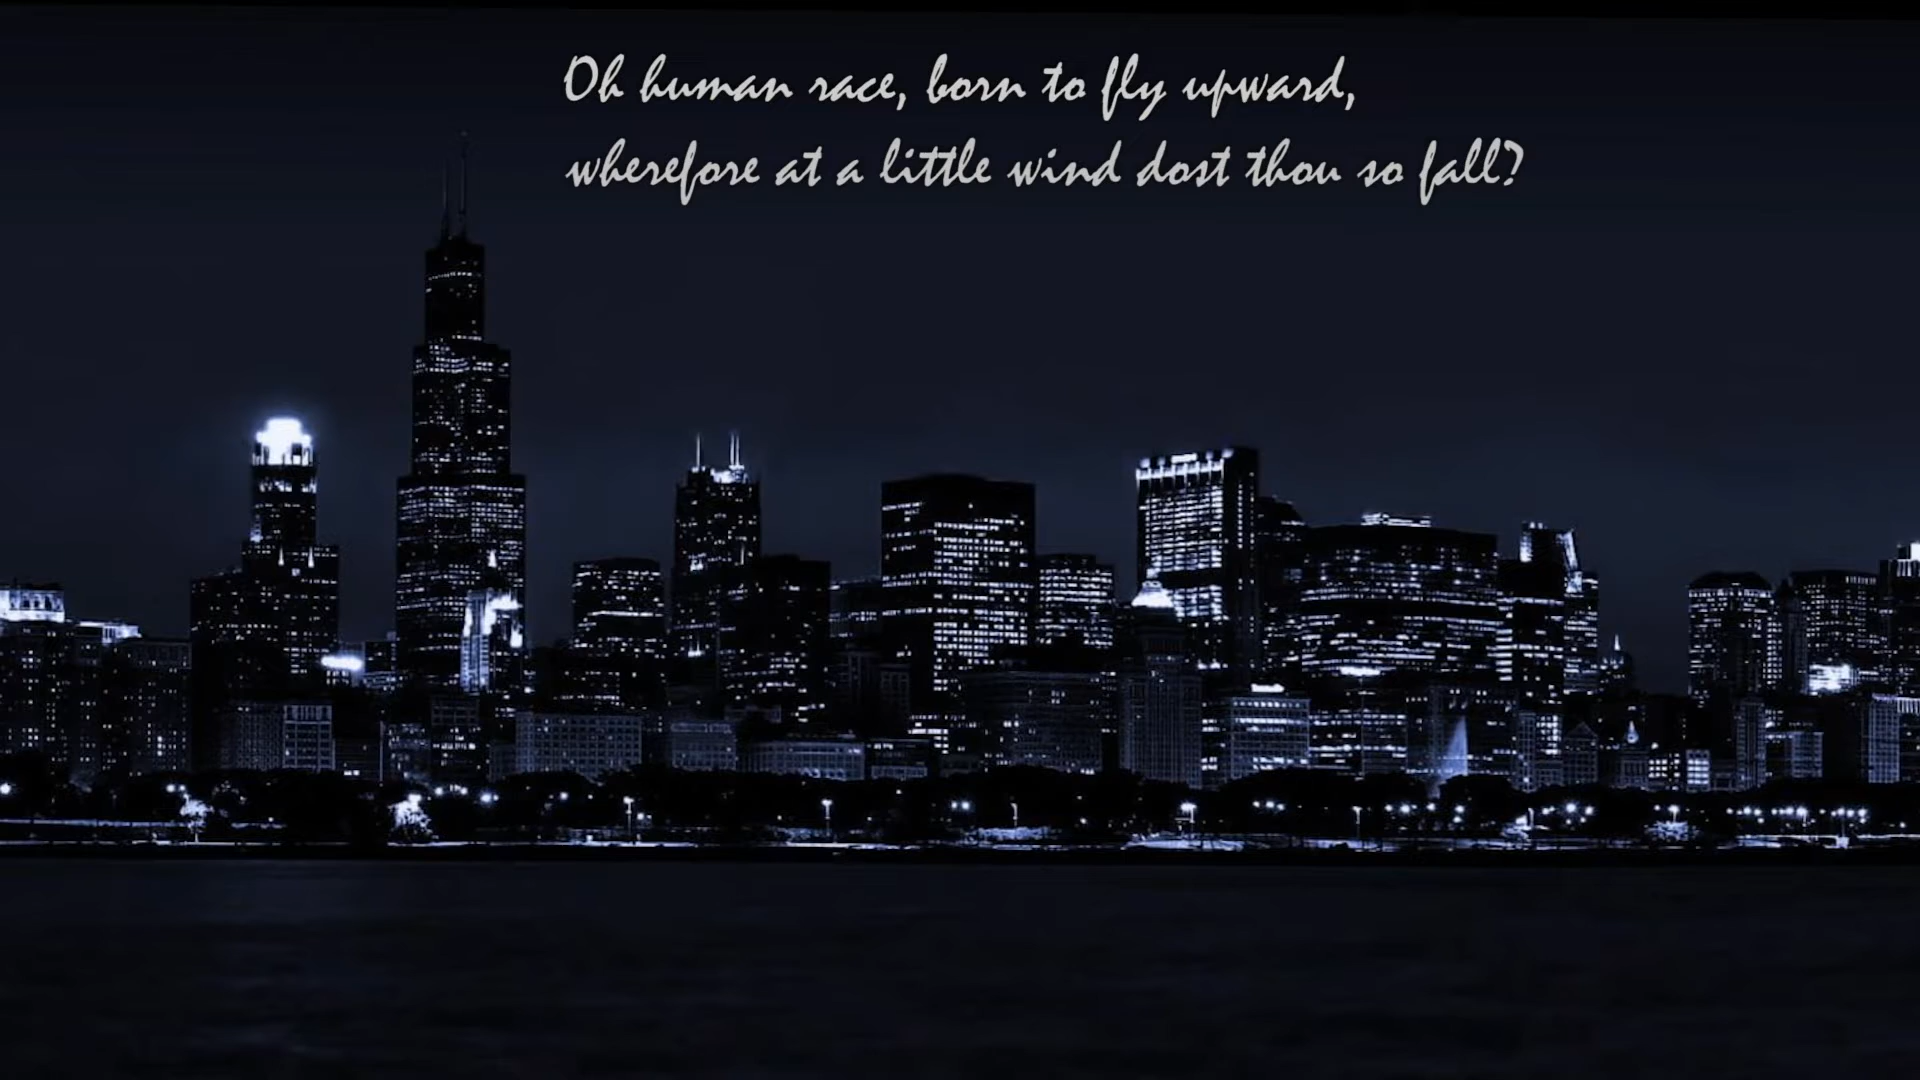 Oh human race, born to fly upward,
wherefore at a little wind dost thou so fall?